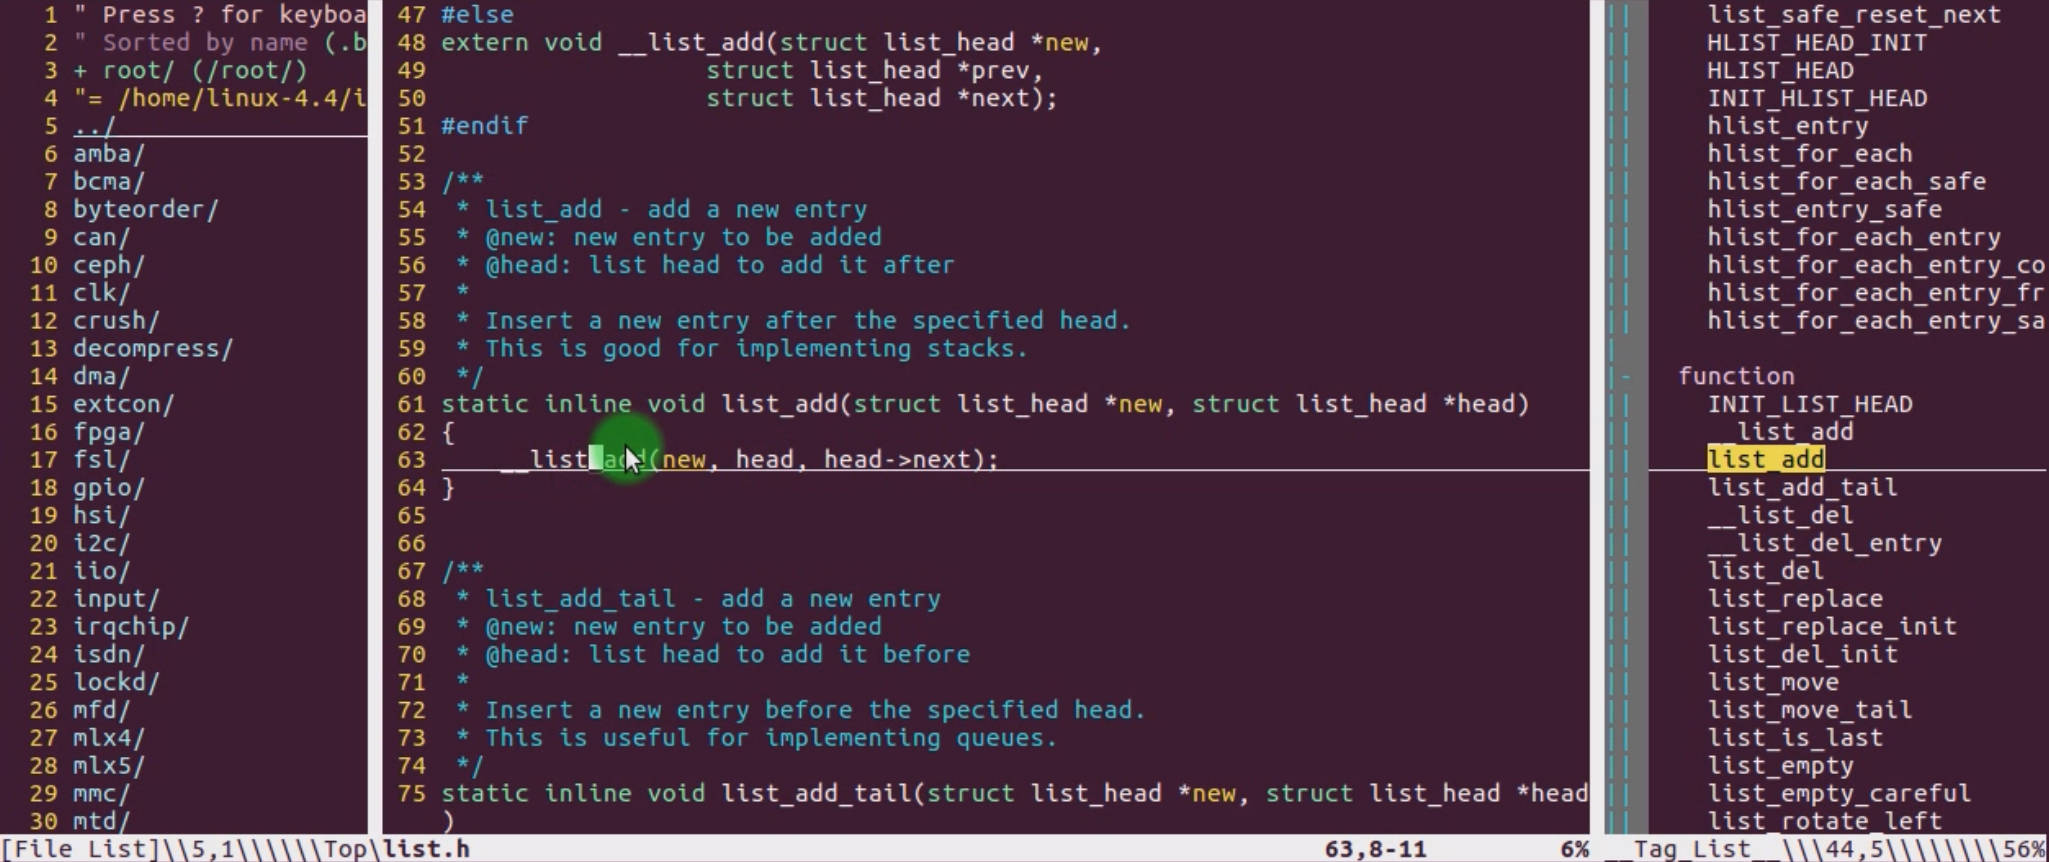 1 " Press ? for keyboa
2 " Sorted by name (.b
3 + root/ (/root/)
4 "= /home/linux-4.4/i
5 ../
6 amba/
7 bcma/
8 byteorder/
9 can/
10 ceph/
11 clk/
12 crush/
13 decompress/
14 dma/
15 extcon/
16 fpga/
17 fsl/
18 gpio/
19 hsi/
20 i2c/
21 iio/
22 input/
23 irqchip/
24 isdn/
25 lockd/
26 mfd/
27 mlx4/
28 mlx5/
29 mmc/
30 mtd/
47 #else
48 extern void __list_add(struct list_head *new,
49 struct list_head *prev,
50 struct list_head *next);
51 #endif
52
53 /**
54 * list_add - add a new entry
55 * @new: new entry to be added
56 * @head: list head to add it after
57 *
58 * Insert a new entry after the specified head.
59 * This is good for implementing stacks.
60 */
61 static inline void list_add(struct list_head *new, struct list_head *head)
62 {
63 __list_add(new, head, head->next);
64 }
65
66
67 /**
68 * list_add_tail - add a new entry
69 * @new: new entry to be added
70 * @head: list head to add it before
71 *
72 * Insert a new entry before the specified head.
73 * This is useful for implementing queues.
74 */
75 static inline void list_add_tail(struct list_head *new, struct list_head *head
)
|| list_safe_reset_next
|| HLIST_HEAD_INIT
|| HLIST_HEAD
|| INIT_HLIST_HEAD
|| hlist_entry
|| hlist_for_each
|| hlist_for_each_safe
|| hlist_entry_safe
|| hlist_for_each_entry
|| hlist_for_each_entry_co
|| hlist_for_each_entry_fr
|| hlist_for_each_entry_sa
|
|- function
|| INIT_LIST_HEAD
|| __list_add
|| list_add
|| list_add_tail
|| __list_del
|| __list_del_entry
|| list_del
|| list_replace
|| list_replace_init
|| list_del_init
|| list_move
|| list_move_tail
|| list_is_last
|| list_empty
|| list_empty_careful
|| list_rotate_left
[File List]\\5,1\\\\\\Top\list.h 63,8-11 6% __Tag_List__\\\44,5\\\\\\\\56%